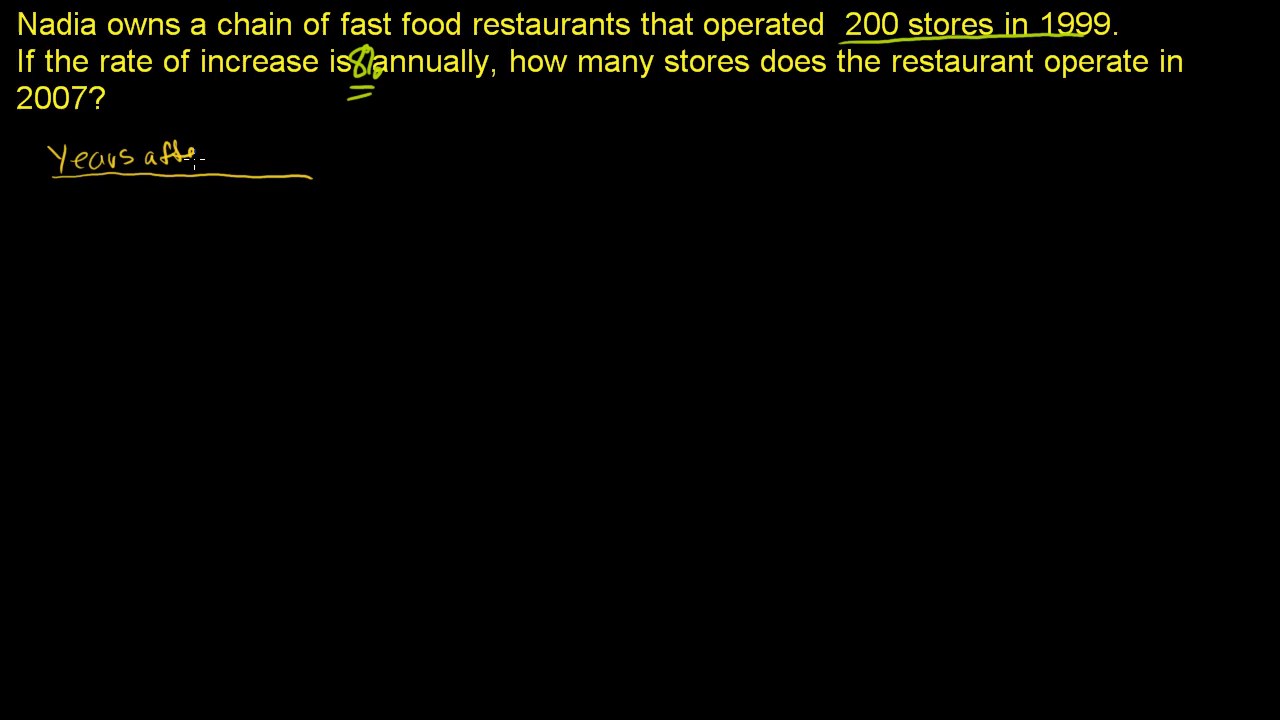 Nadia owns a chain of fast food restaurants that operated 200 stores in 1999.
If the rate of increase is 8% annually, how many stores does the restaurant operate in
2007?
Years afte